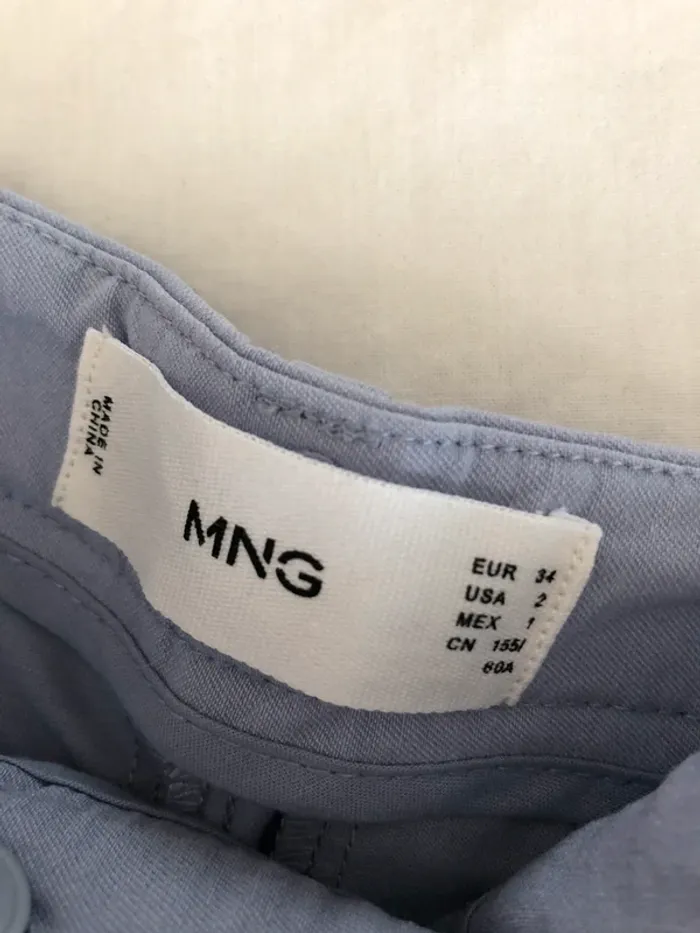 MADE IN
CHINA
MNG
EUR 34
USA 2
MEX 1
CN 155/
60A